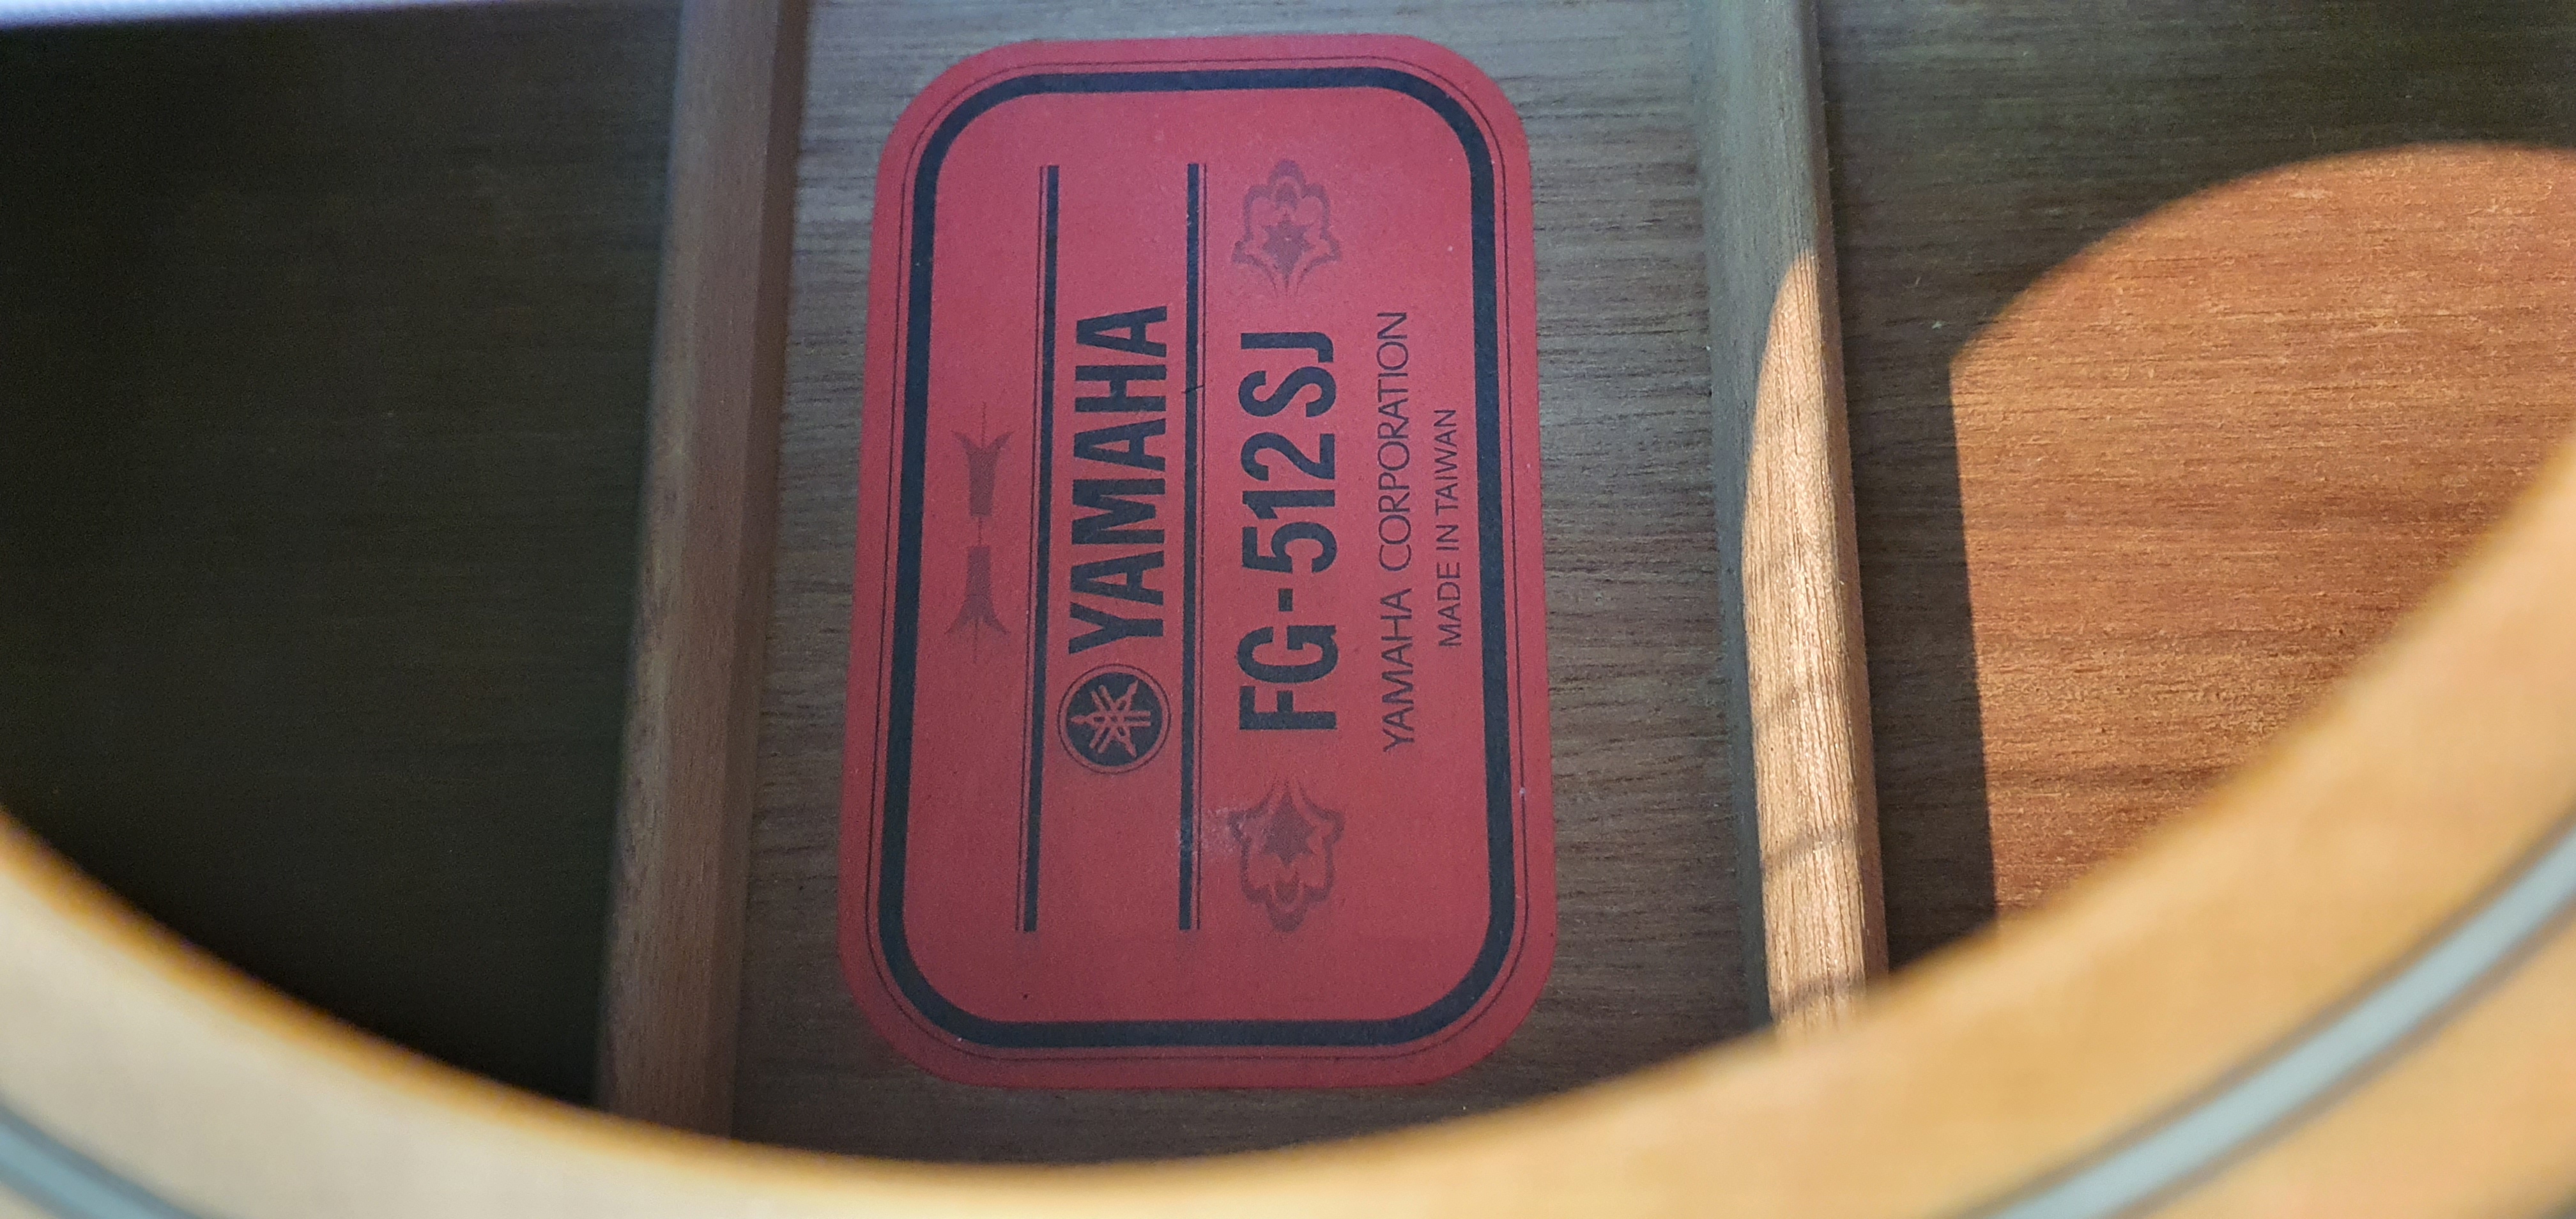 YAMAHA
FG-512SJ
YAMAHA CORPORATION
MADE IN TAIWAN